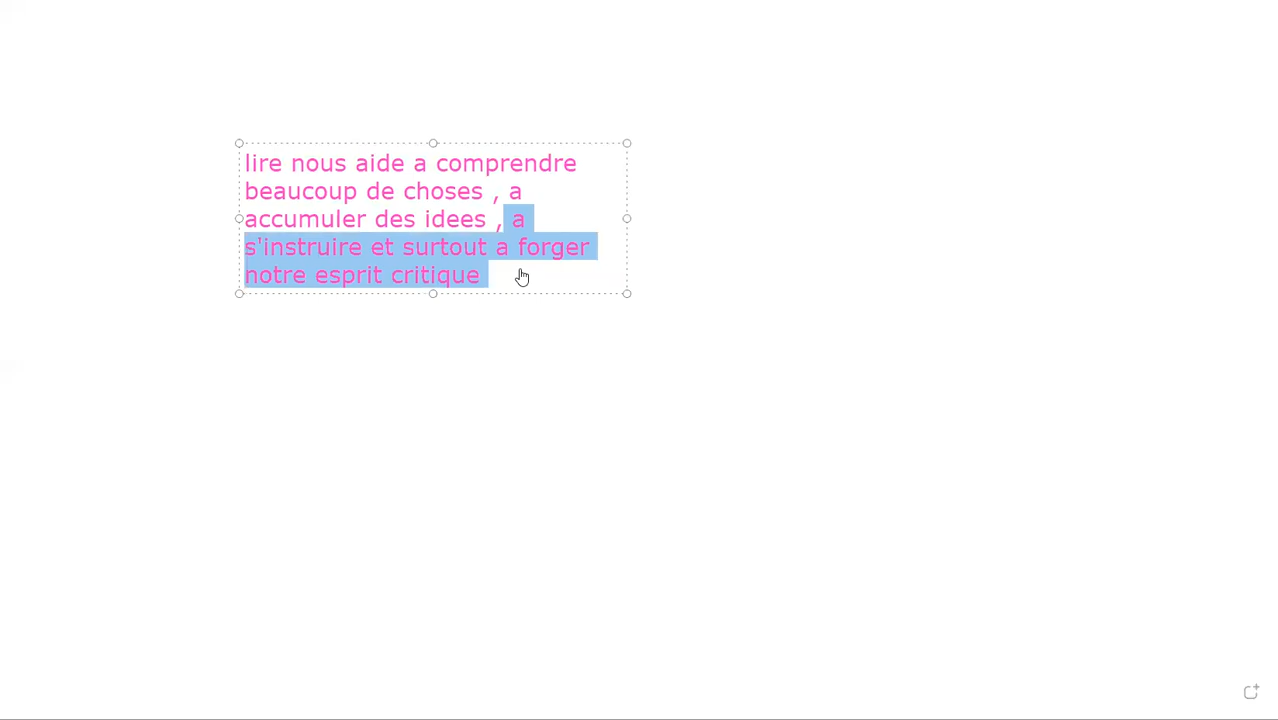 lire nous aide a comprendre
beaucoup de choses , a
accumuler des idees , a
s'instruire et surtout a forger
notre esprit critique